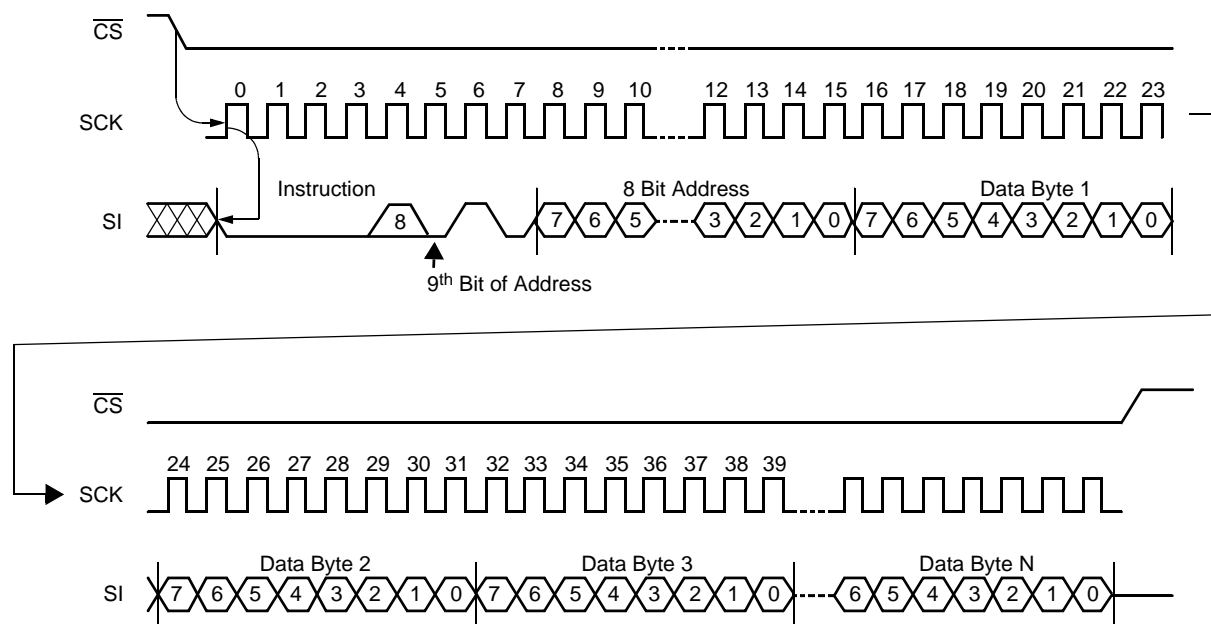 CS
0 1 2 3 4 5 6 7 8 9 10 12 13 14 15 16 17 18 19 20 21 22 23
SCK
Instruction 8 Bit Address Data Byte 1
SI 8 7 6 5 3 2 1 0 7 6 5 4 3 2 1 0
9th Bit of Address
CS
24 25 26 27 28 29 30 31 32 33 34 35 36 37 38 39
SCK
Data Byte 2 Data Byte 3 Data Byte N
SI 7 6 5 4 3 2 1 0 7 6 5 4 3 2 1 0 6 5 4 3 2 1 0